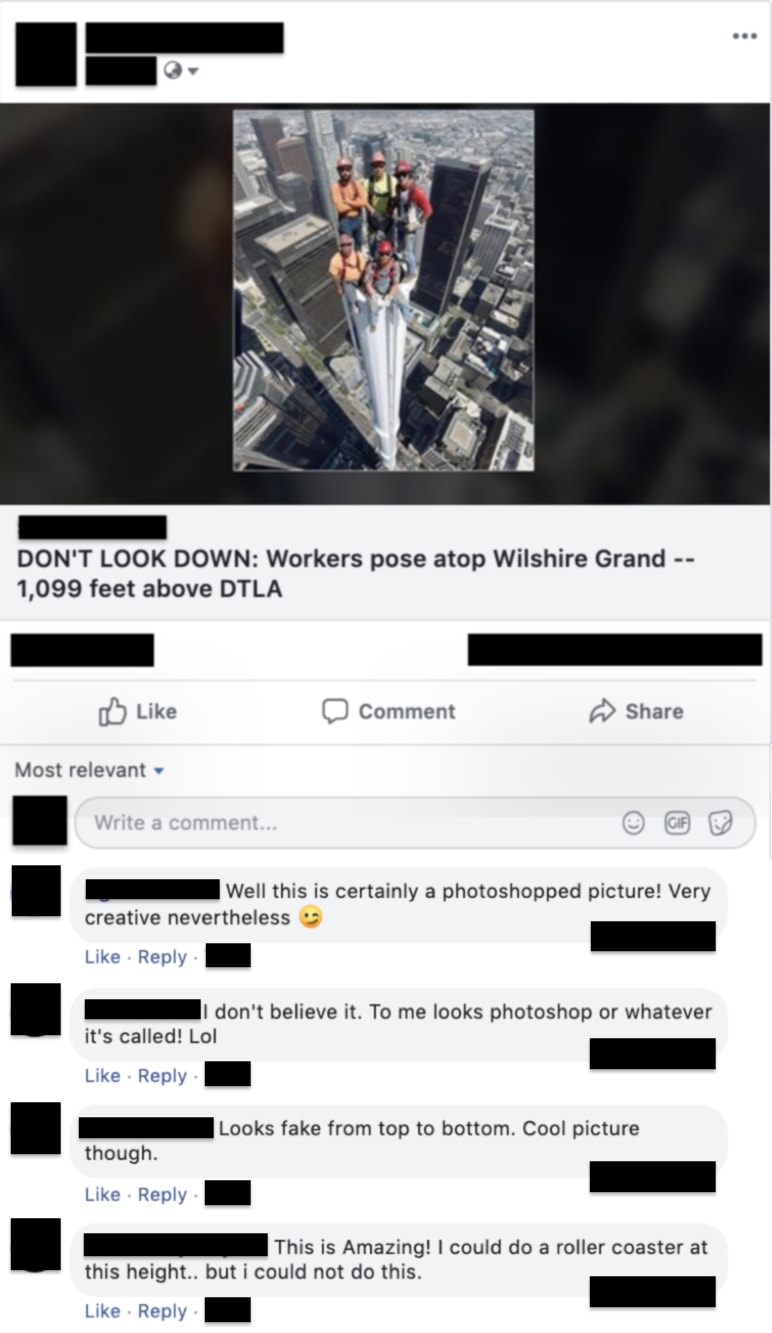 DON'T LOOK DOWN: Workers pose atop Wilshire Grand --
1,099 feet above DTLA
Like
Comment
Share
Most relevant
Write a comment...
GIF
Well this is certainly a photoshopped picture! Very
creative nevertheless 😉
Like · Reply ·
I don't believe it. To me looks photoshop or whatever
it's called! Lol
Like · Reply ·
Looks fake from top to bottom. Cool picture
though.
Like · Reply ·
This is Amazing! I could do a roller coaster at
this height.. but i could not do this.
Like · Reply ·